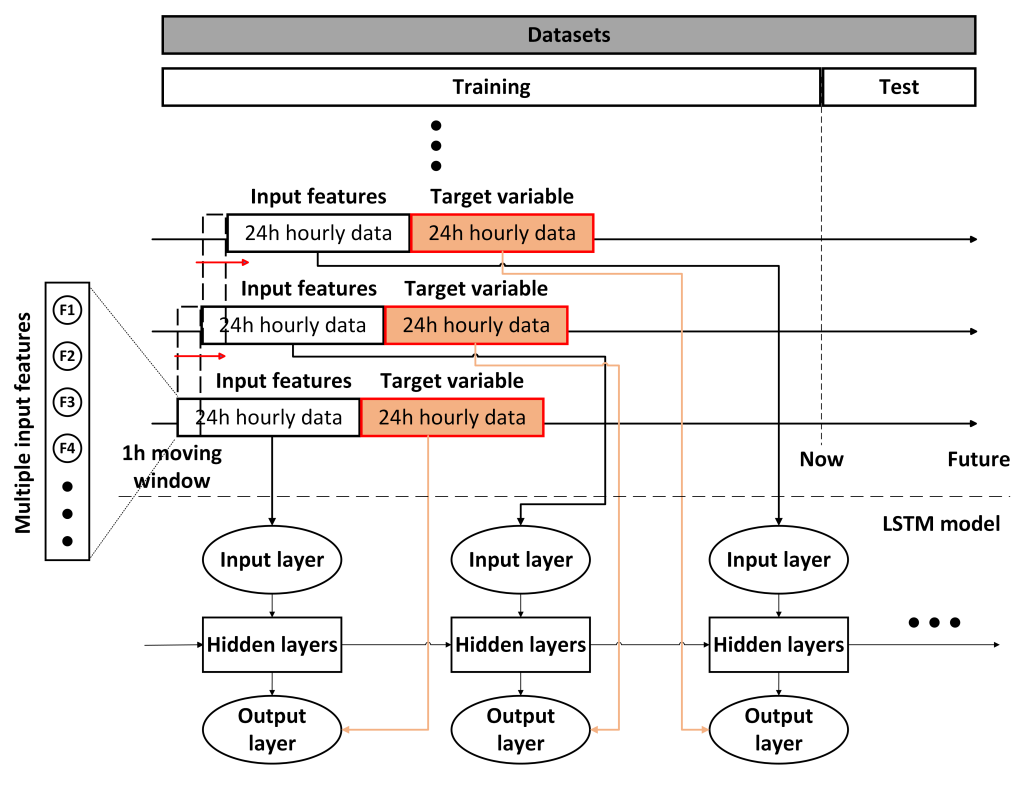 Datasets
Training
Test
Input features
Target variable
24h hourly data
24h hourly data
Input features
Target variable
24h hourly data
24h hourly data
Input features
Target variable
24h hourly data
24h hourly data
Multiple input features
F1
F2
F3
F4
1h moving
window
Now
Future
LSTM model
Input layer
Input layer
Input layer
Hidden layers
Hidden layers
Hidden layers
Output
layer
Output
layer
Output
layer